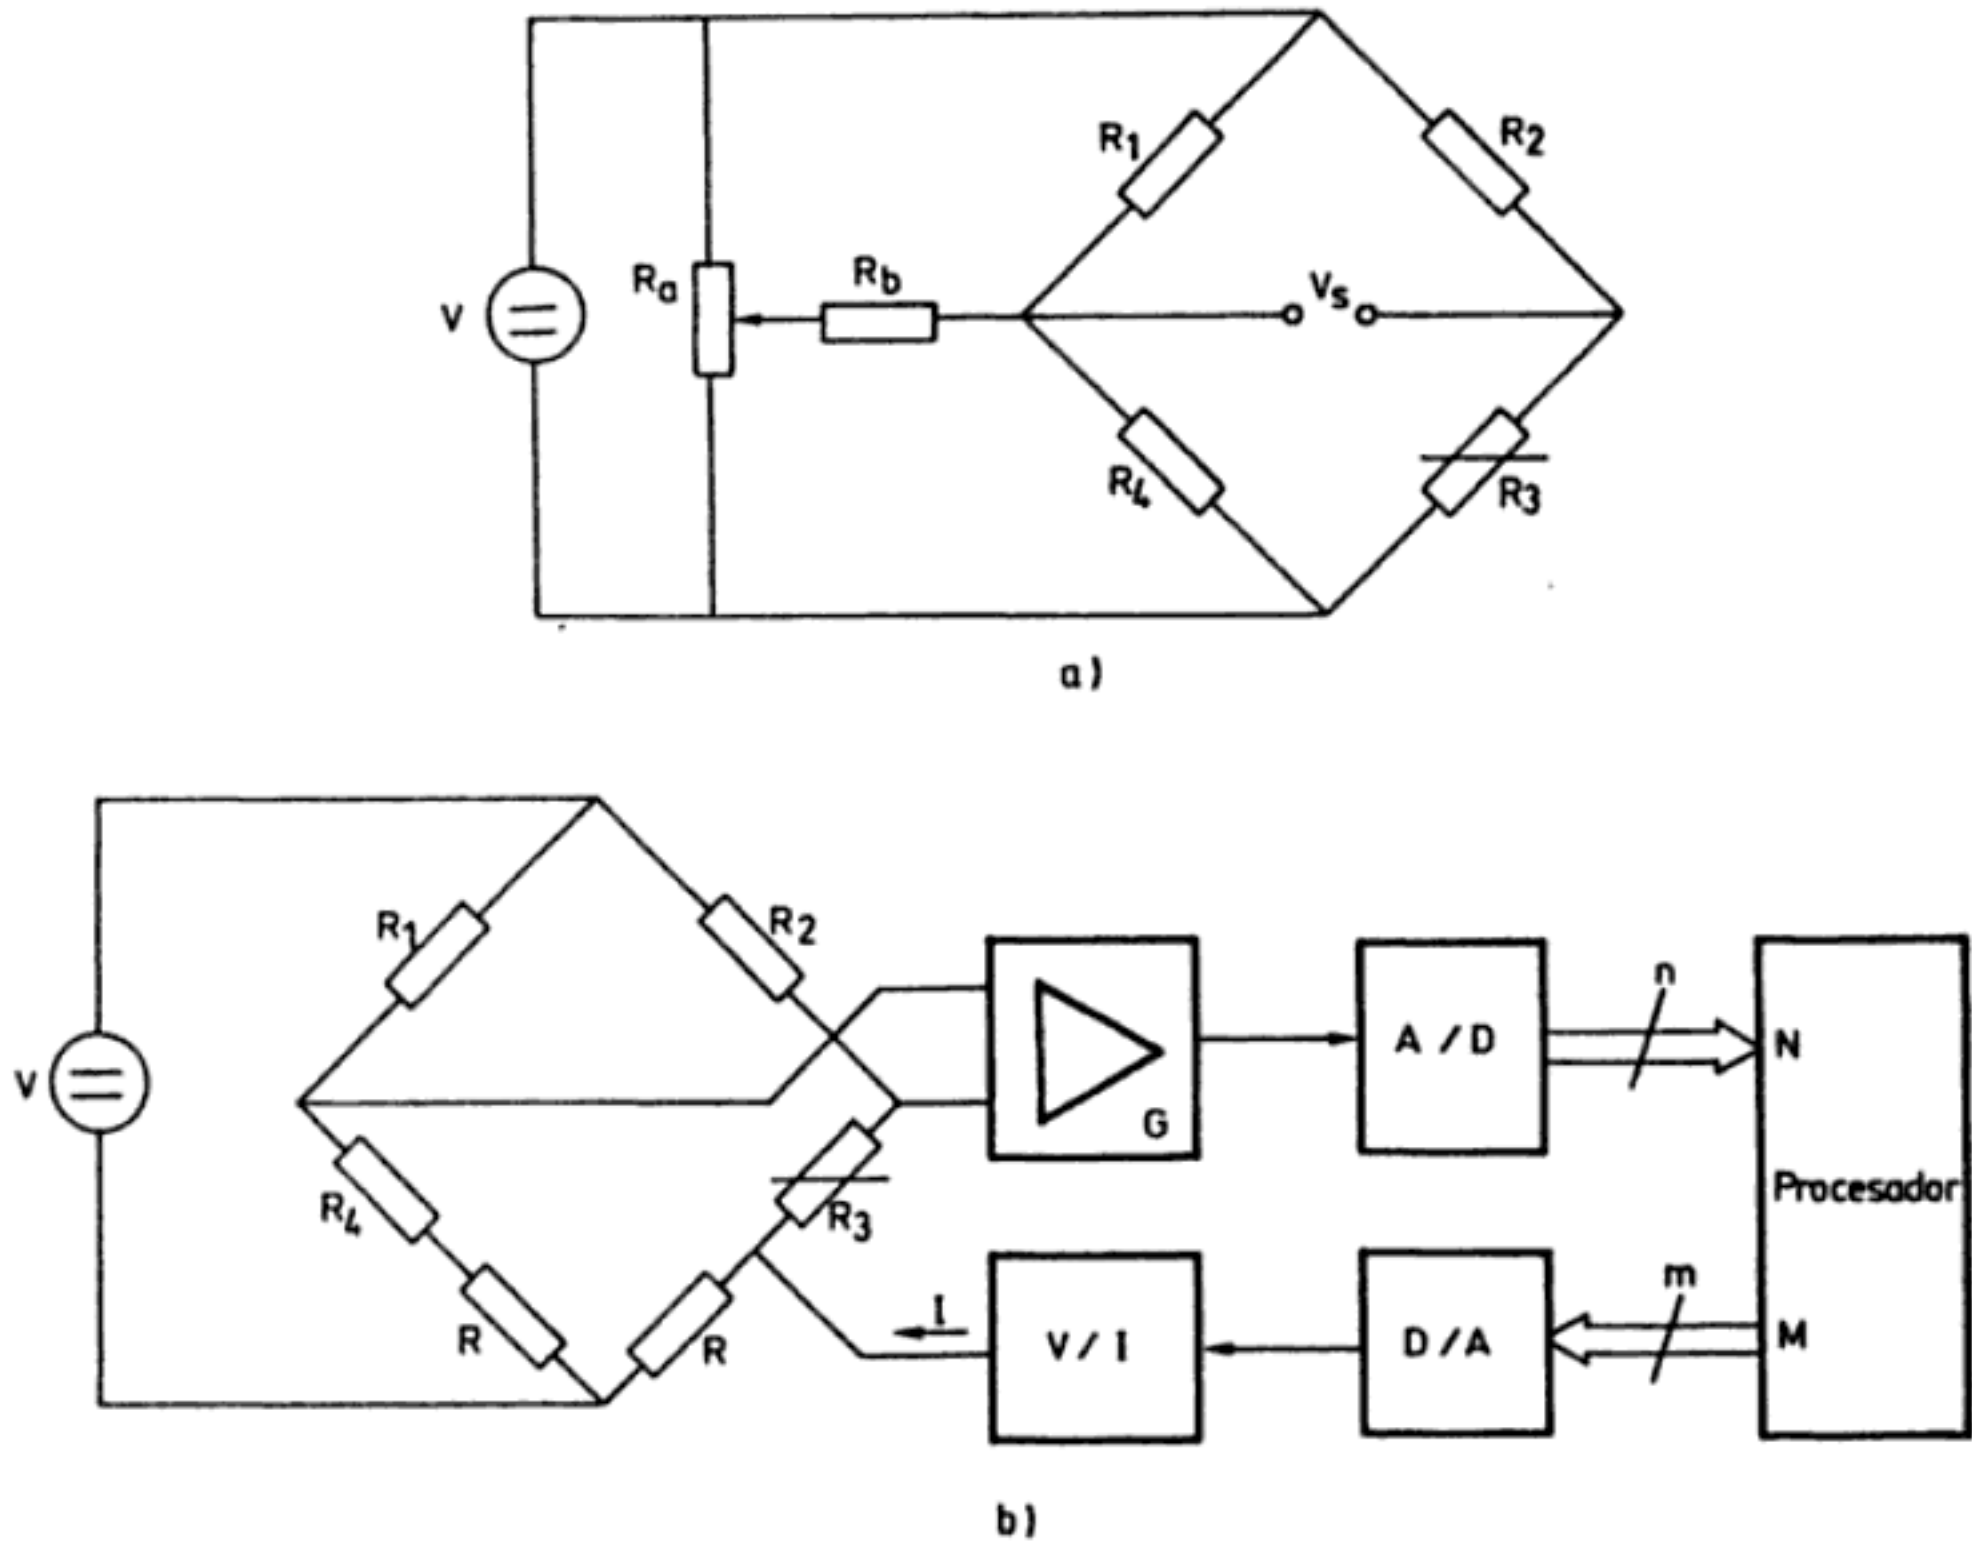 R1
R2
Ra
Rb
Vs
V
R4
R3
a)
R1
R2
V
G
A/D
n
N
Procesador
R4
R3
R
R
I
V/I
D/A
m
M
b)